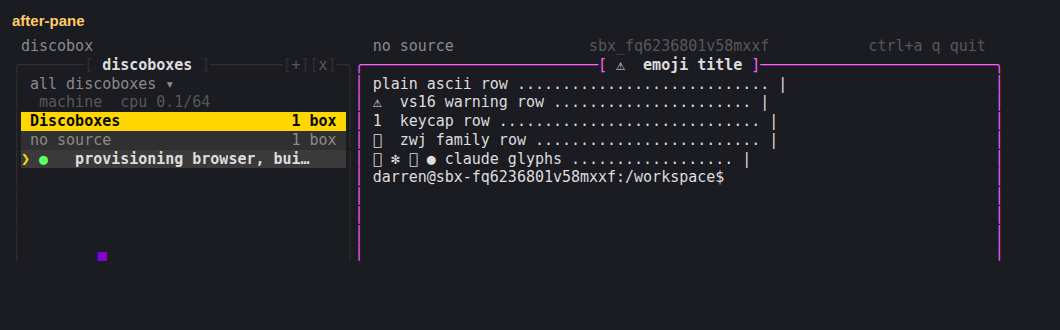 after-pane
discobox no source sbx_fq6236801v58mxxf ctrl+a q quit
[ discoboxes ] [+][x] [ ⚠ emoji title ]
all discoboxes ▾ plain ascii row ............................ |
machine cpu 0.1/64 ⚠ vs16 warning row ...................... |
Discoboxes 1 box 1 keycap row ............................. |
no source 1 box zwj family row ......................... |
❯ ● provisioning browser, bui… ✻ ● claude glyphs .................. |
darren@sbx-fq6236801v58mxxf:/workspace$